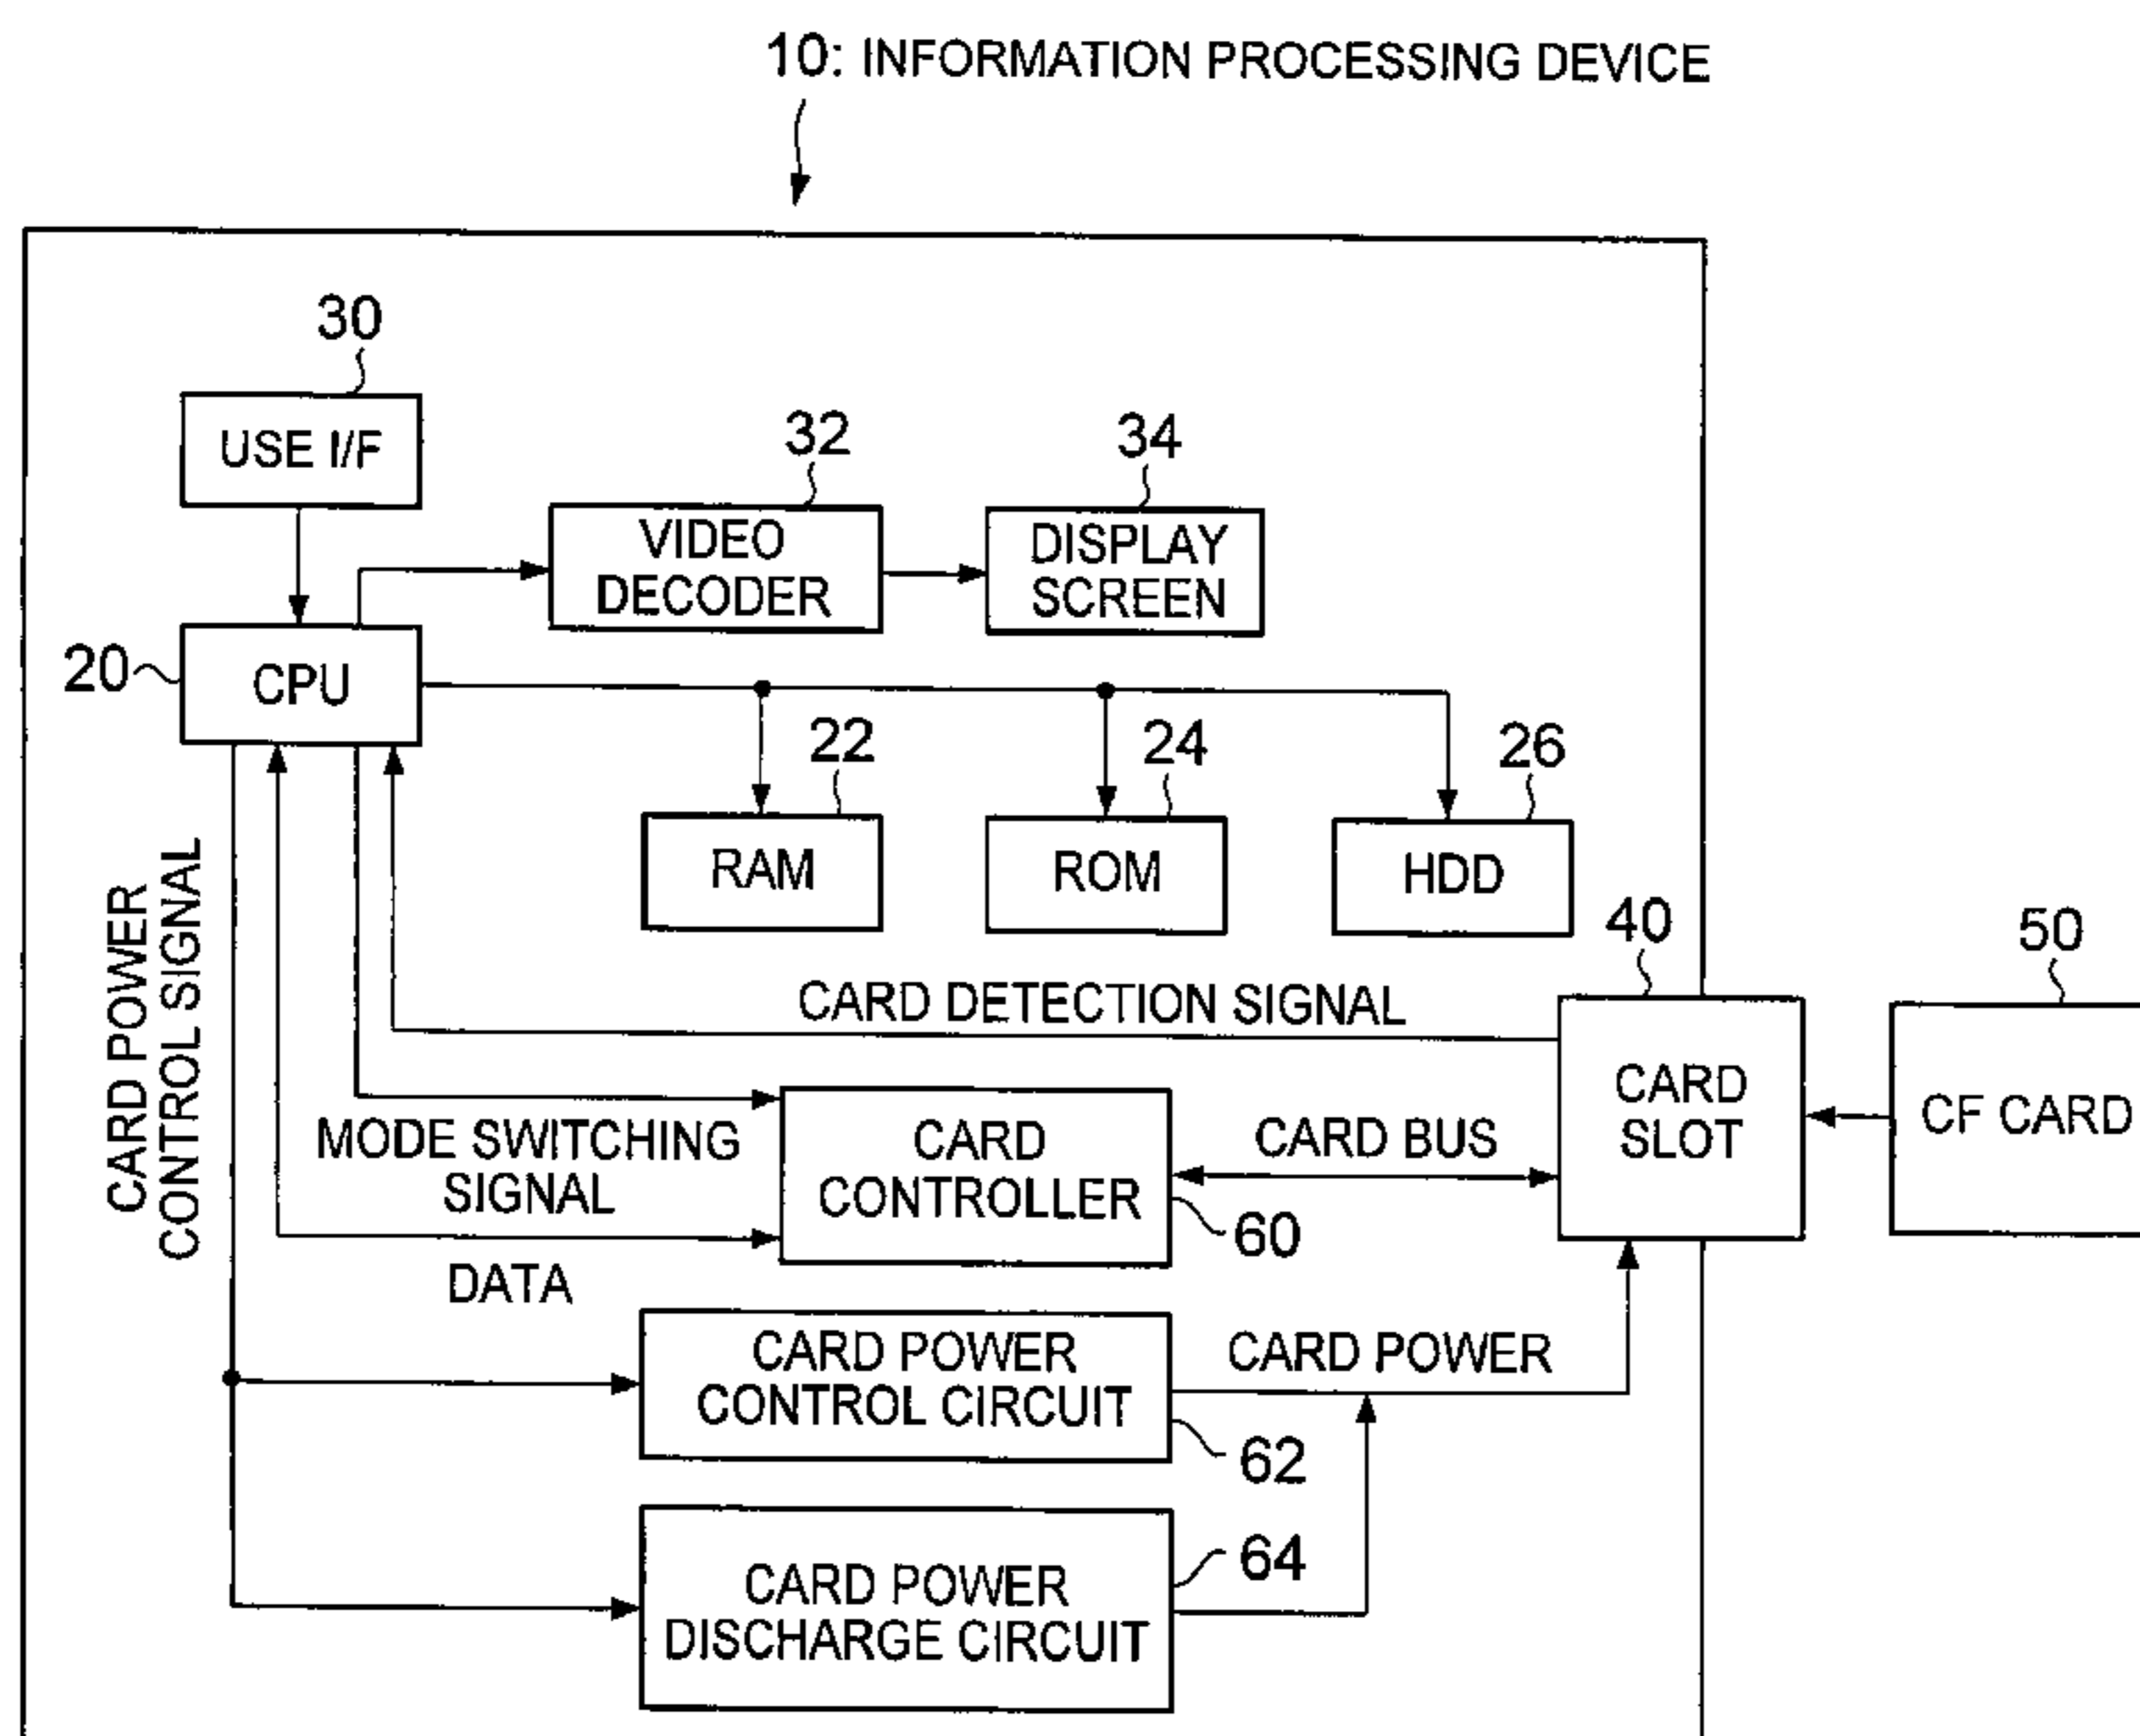 10: INFORMATION PROCESSING DEVICE
30
USE I/F
32
VIDEO
DECODER
34
DISPLAY
SCREEN
20
CPU
22
RAM
24
ROM
26
HDD
40
CARD
SLOT
50
CF CARD
CARD POWER
CONTROL SIGNAL
CARD DETECTION SIGNAL
MODE SWITCHING
SIGNAL
CARD
CONTROLLER
60
CARD BUS
DATA
CARD POWER
CONTROL CIRCUIT
62
CARD POWER
CARD POWER
DISCHARGE CIRCUIT
64